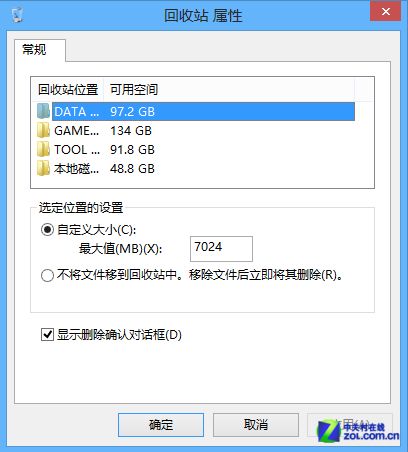 回收站 属性
常规
回收站位置 可用空间
DATA ... 97.2 GB
GAME... 134 GB
TOOL ... 91.8 GB
本地磁... 48.8 GB
选定位置的设置
自定义大小(C):
最大值(MB)(X): 7024
不将文件移到回收站中。移除文件后立即将其删除(R)。
显示删除确认对话框(D)
确定 取消
中关村在线
zol.com.cn